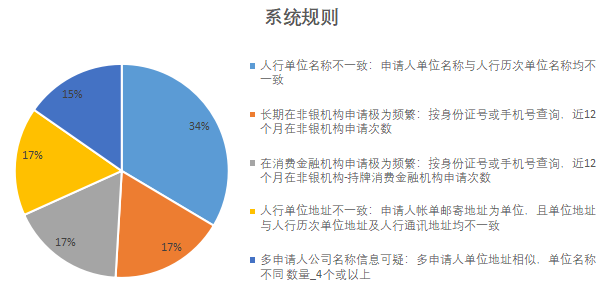 系统规则
34%
17%
17%
17%
15%
人行单位名称不一致：申请人单位名称与人行历次单位名称均不
一致
长期在非银机构申请极为频繁：按身份证号或手机号查询，近12
个月在非银机构申请次数
在消费金融机构申请极为频繁：按身份证号或手机号查询，近12
个月在非银机构-持牌消费金融机构申请次数
人行单位地址不一致：申请人帐单邮寄地址为单位，且单位地址
与人行历次单位地址及人行通讯地址均不一致
多申请人公司名称信息可疑：多申请人单位地址相似，单位名称
不同 数量_4个或以上